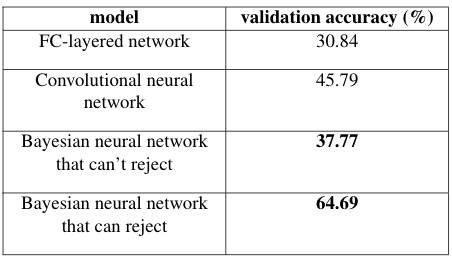 model validation accuracy (%)
FC-layered network 30.84
Convolutional neural 45.79
network
Bayesian neural network 37.77
that can't reject
Bayesian neural network 64.69
that can reject